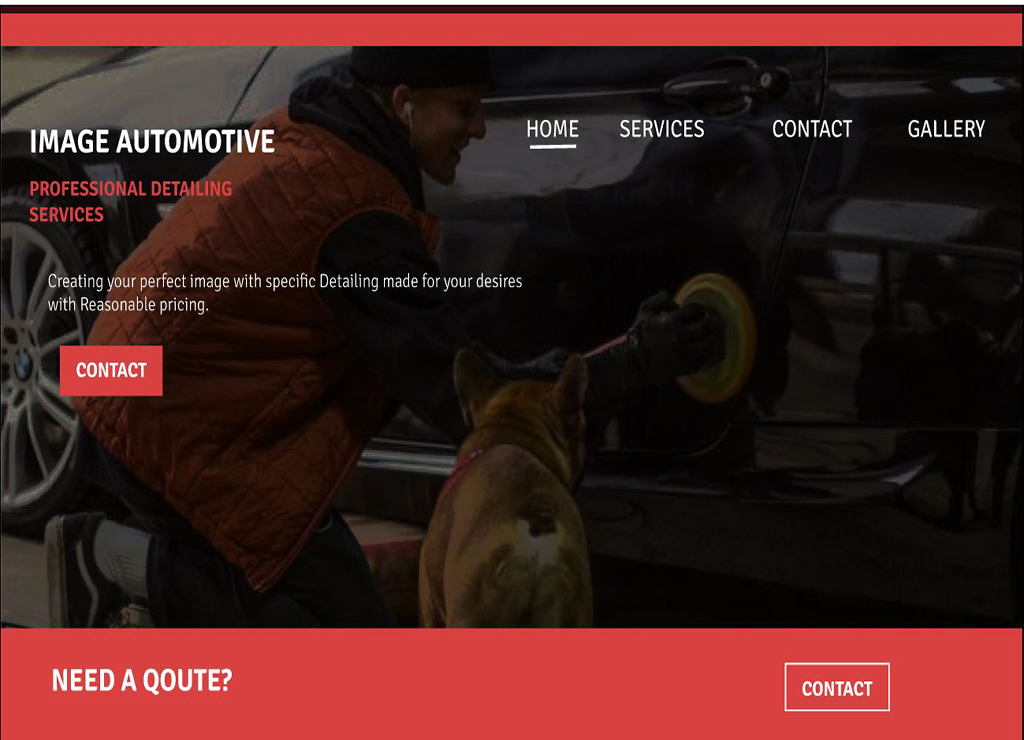 HOME SERVICES CONTACT GALLERY
IMAGE AUTOMOTIVE
PROFESSIONAL DETAILING
SERVICES
Creating your perfect image with specific Detailing made for your desires
with Reasonable pricing.
CONTACT
NEED A QOUTE?
CONTACT